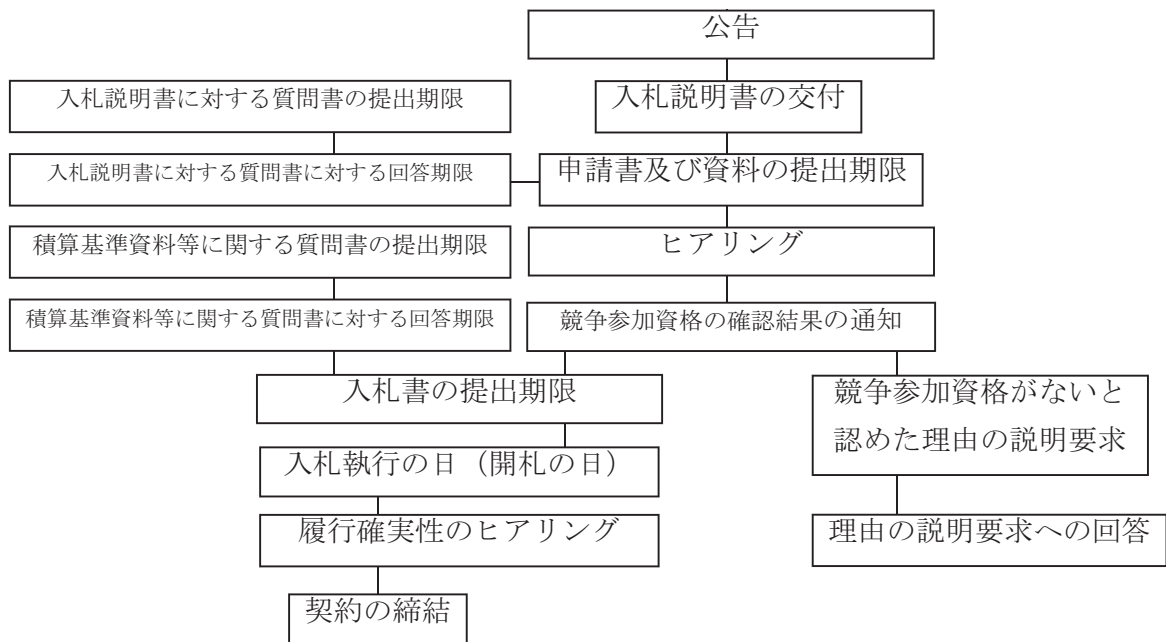 公告
入札説明書に対する質問書の提出期限
入札説明書の交付
入札説明書に対する質問書に対する回答期限
申請書及び資料の提出期限
積算基準資料等に関する質問書の提出期限
ヒアリング
積算基準資料等に関する質問書に対する回答期限
競争参加資格の確認結果の通知
入札書の提出期限
競争参加資格がないと
認めた理由の説明要求
入札執行の日（開札の日）
履行確実性のヒアリング
理由の説明要求への回答
契約の締結